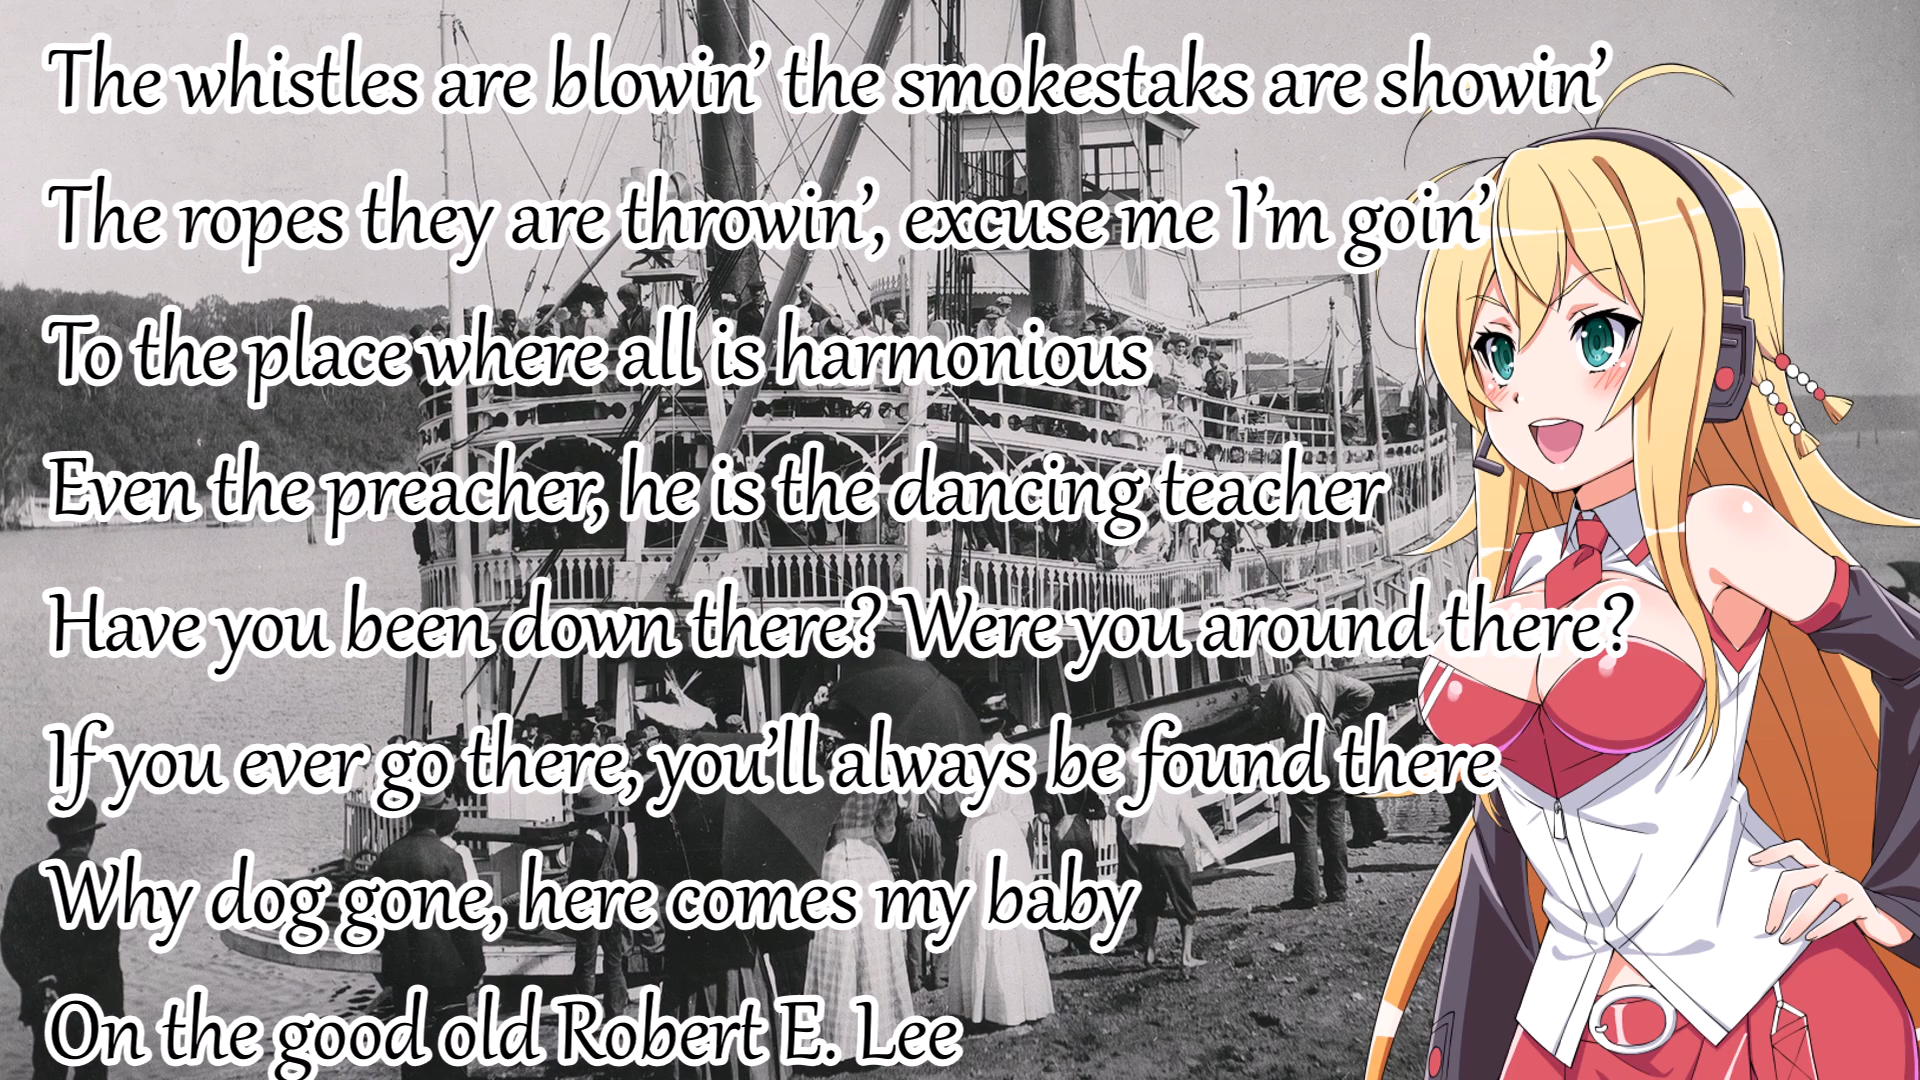 The whistles are blowin’ the smokestaks are showin’
The ropes they are throwin’, excuse me I’m goin’
To the place where all is harmonious
Even the preacher, he is the dancing teacher
Have you been down there? Were you around there?
If you ever go there, you’ll always be found there
Why dog gone, here comes my baby
On the good old Robert E. Lee